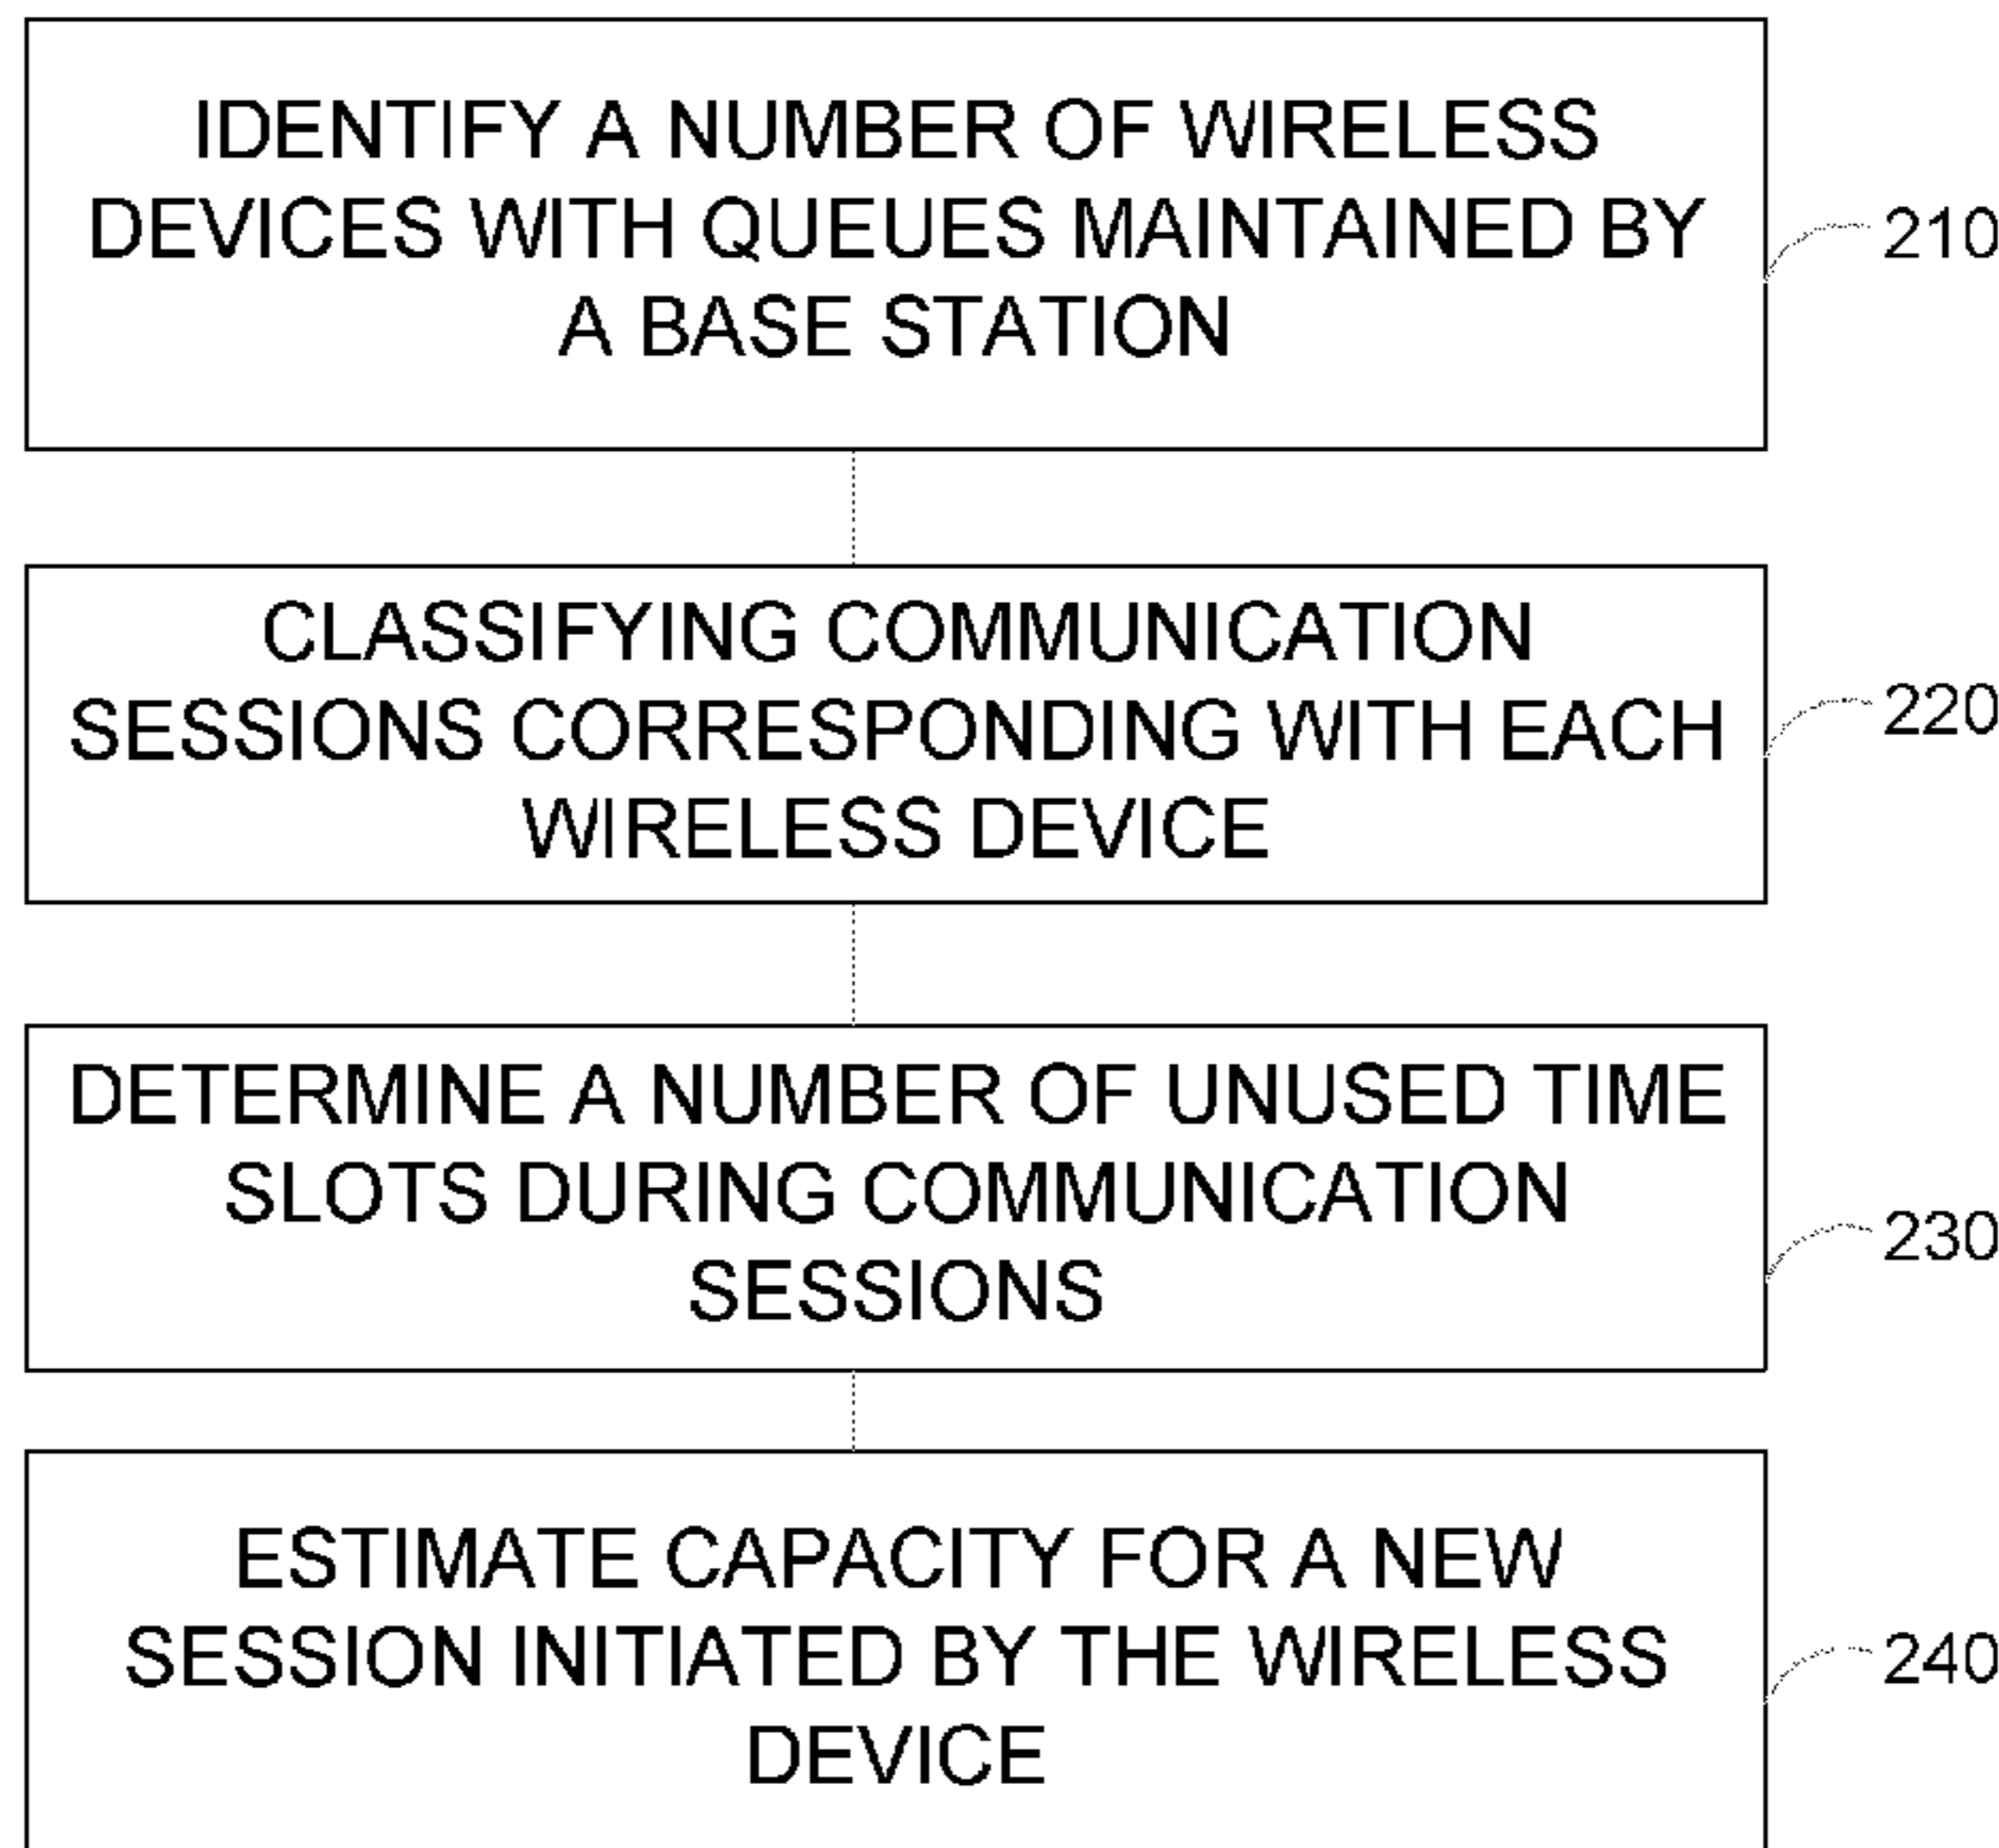 IDENTIFY A NUMBER OF WIRELESS
DEVICES WITH QUEUES MAINTAINED BY
A BASE STATION
210
CLASSIFYING COMMUNICATION
SESSIONS CORRESPONDING WITH EACH
WIRELESS DEVICE
220
DETERMINE A NUMBER OF UNUSED TIME
SLOTS DURING COMMUNICATION
SESSIONS
230
ESTIMATE CAPACITY FOR A NEW
SESSION INITIATED BY THE WIRELESS
DEVICE
240